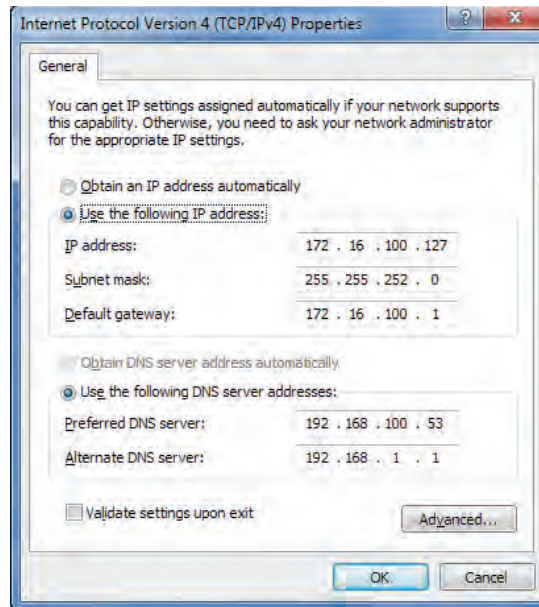 Internet Protocol Version 4 (TCP/IPv4) Properties
?
X
General
You can get IP settings assigned automatically if your network supports
this capability. Otherwise, you need to ask your network administrator
for the appropriate IP settings.
Obtain an IP address automatically
Use the following IP address:
IP address: 172 . 16 . 100 . 127
Subnet mask: 255 . 255 . 252 . 0
Default gateway: 172 . 16 . 100 . 1
Obtain DNS server address automatically
Use the following DNS server addresses:
Preferred DNS server: 192 . 168 . 100 . 53
Alternate DNS server: 192 . 168 . 1 . 1
Validate settings upon exit
Advanced...
OK
Cancel